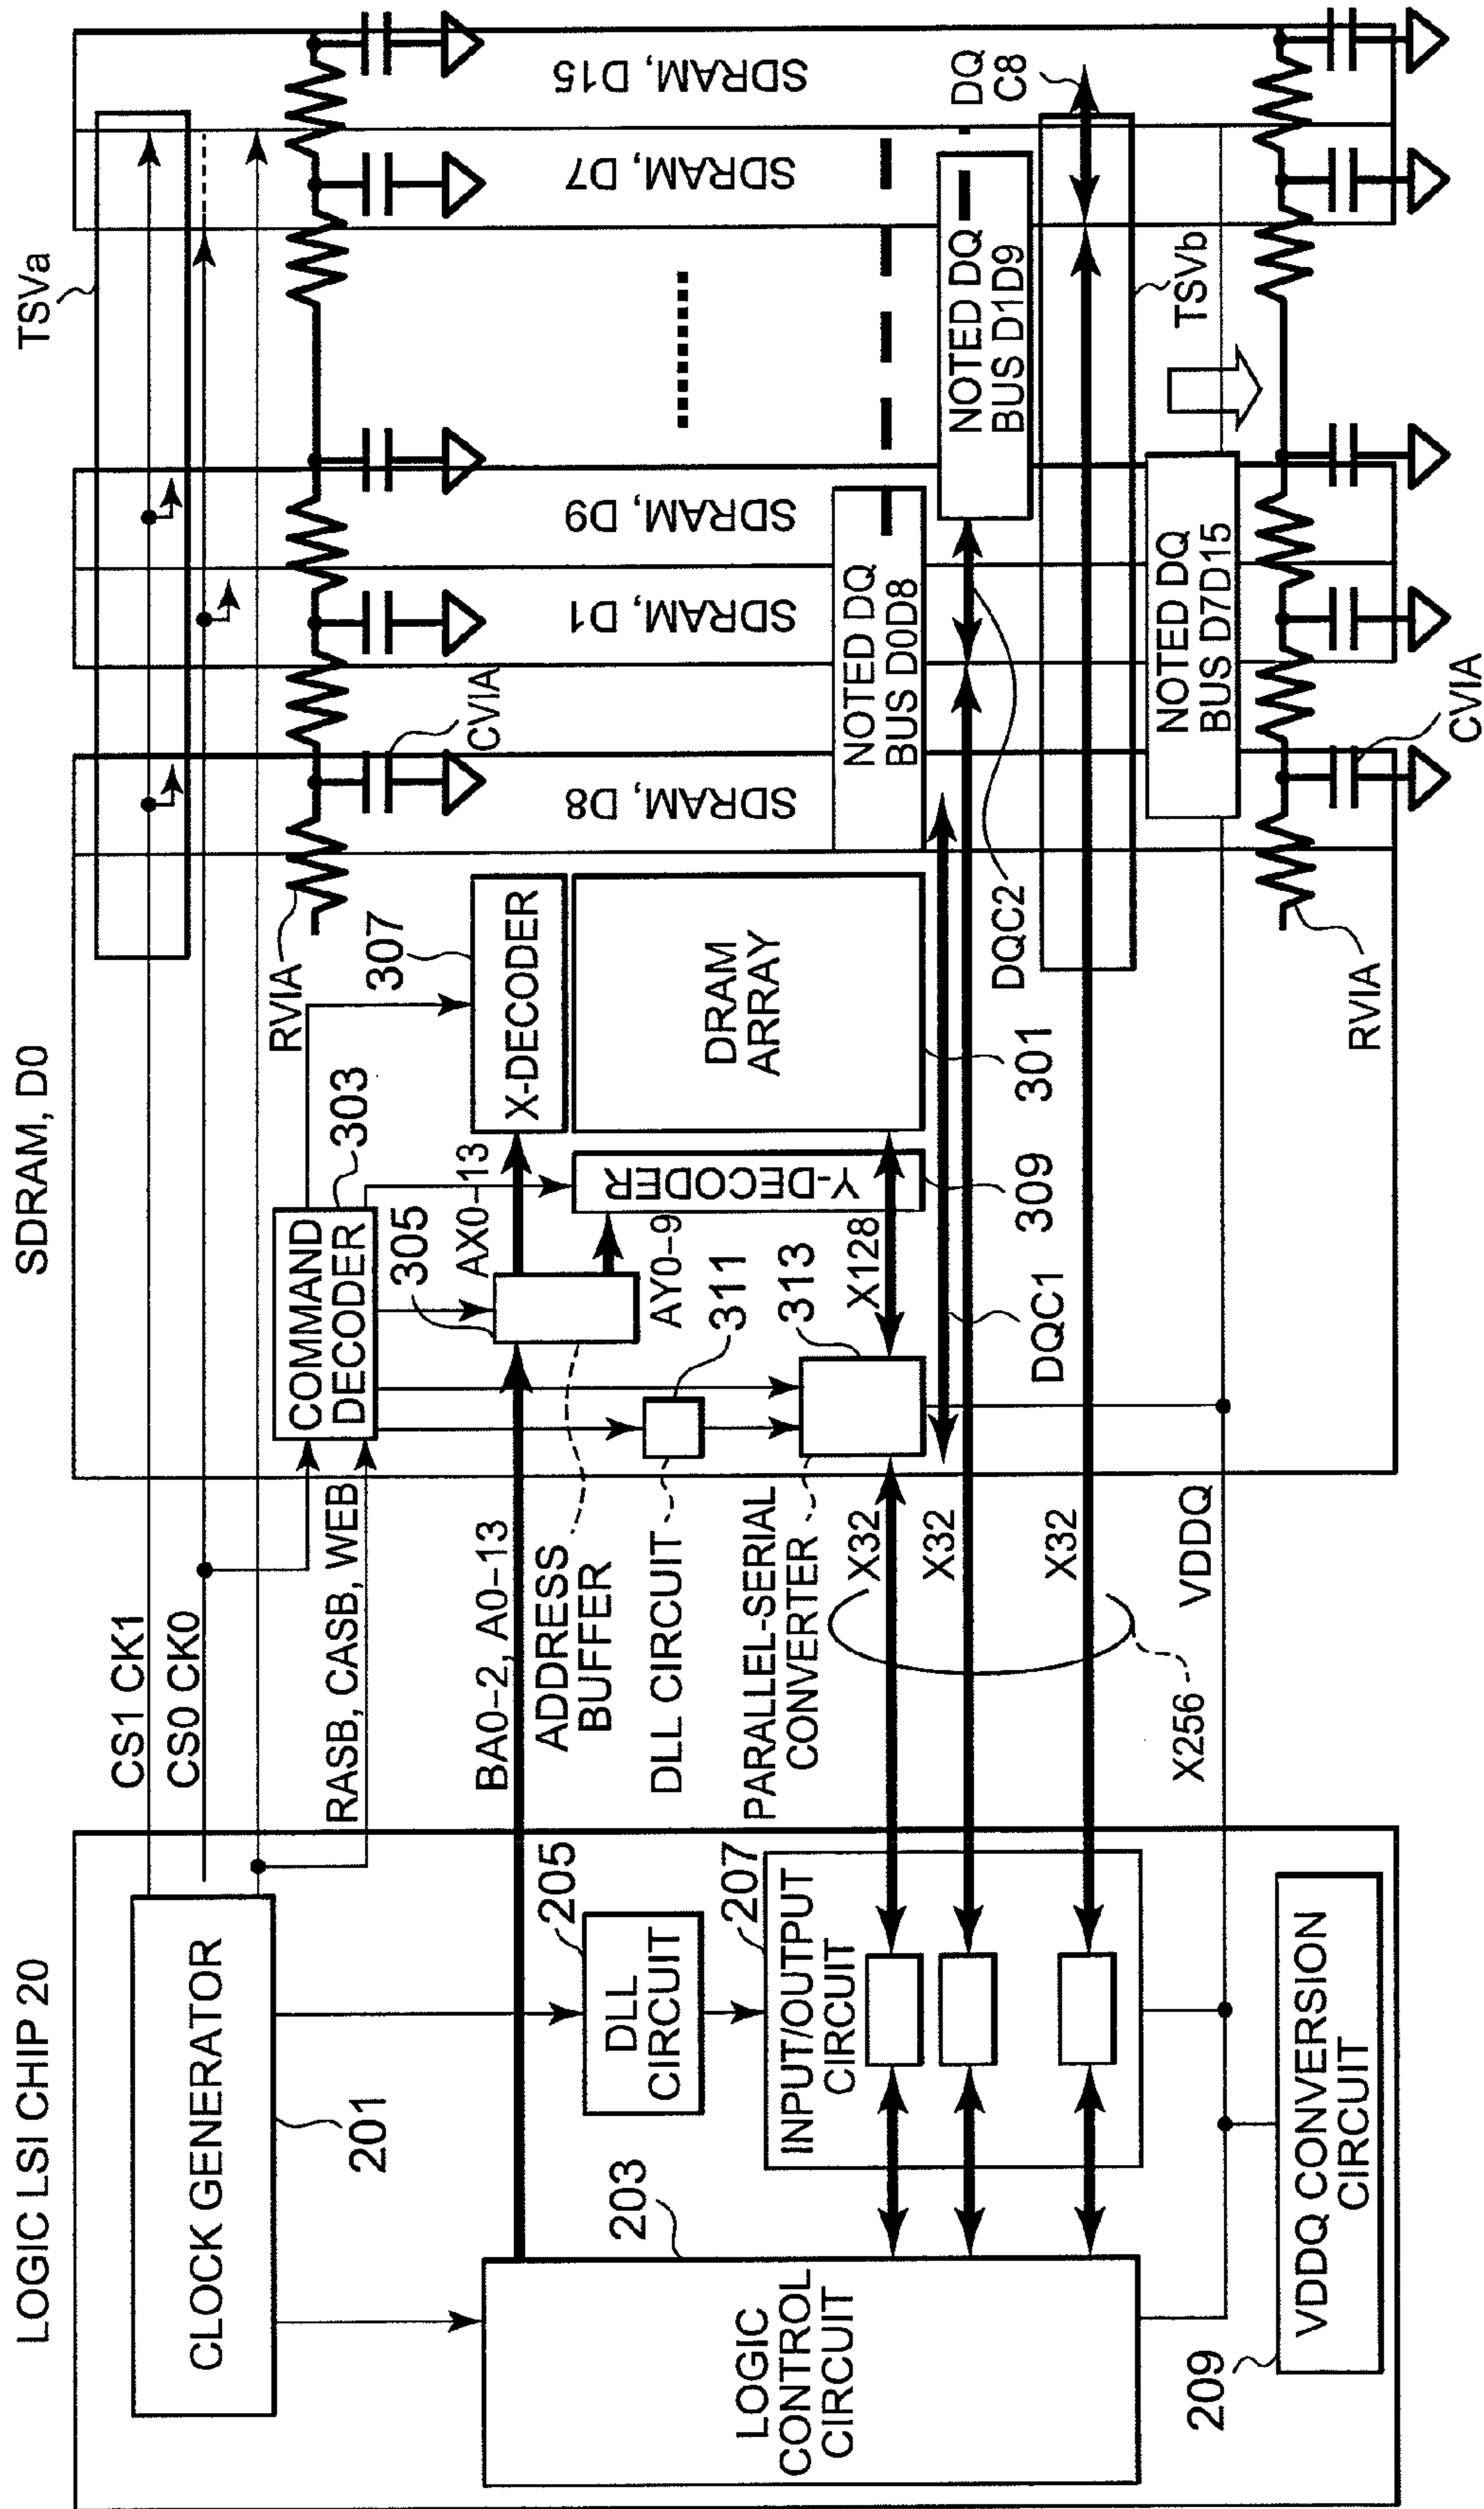 LOGIC LSI CHIP 20
CLOCK GENERATOR
201
203
LOGIC
CONTROL
CIRCUIT
205
DLL
CIRCUIT
207
INPUT/OUTPUT
CIRCUIT
209
VDDQ CONVERSION
CIRCUIT
CS1 CK1
CS0 CK0
RASB, CASB, WEB
BA0-2, A0-13
ADDRESS
BUFFER
DLL CIRCUIT
PARALLEL-SERIAL
CONVERTER
X32
X32
X32
X256
VDDQ
SDRAM, D0
COMMAND
DECODER
303
305
AX0-13
AY0-9
311
313
X128
307
X-DECODER
Y-DECODER
309
DRAM
ARRAY
301
DQC1
DQC2
RVIA
RVIA
CVIA
CVIA
SDRAM, D8
SDRAM, D1
SDRAM, D9
SDRAM, D7
SDRAM, D15
NOTED DQ
BUS D0D8
NOTED DQ
BUS D1D9
NOTED DQ
BUS D7D15
TSVa
TSVb
DQ
C8